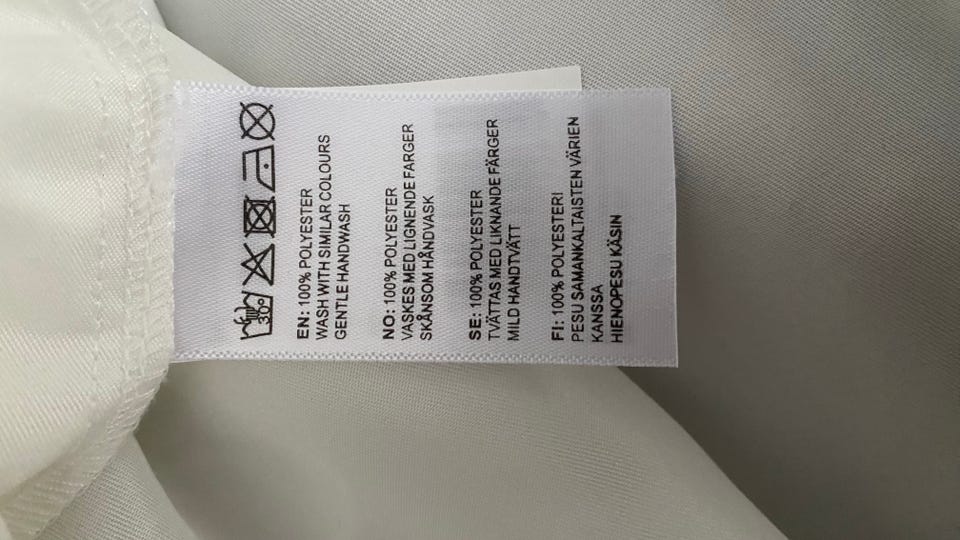 30°
EN: 100% POLYESTER
WASH WITH SIMILAR COLOURS
GENTLE HANDWASH
NO: 100% POLYESTER
VASKES MED LIGNENDE FARGER
SKÅNSOM HÅNDVASK
SE: 100% POLYESTER
TVÄTTAS MED LIKNANDE FÄRGER
MILD HANDTVÄTT
FI: 100% POLYESTERI
PESU SAMANKALTAISTEN VÄRIEN
KANSSA
HIENOPESU KÄSIN